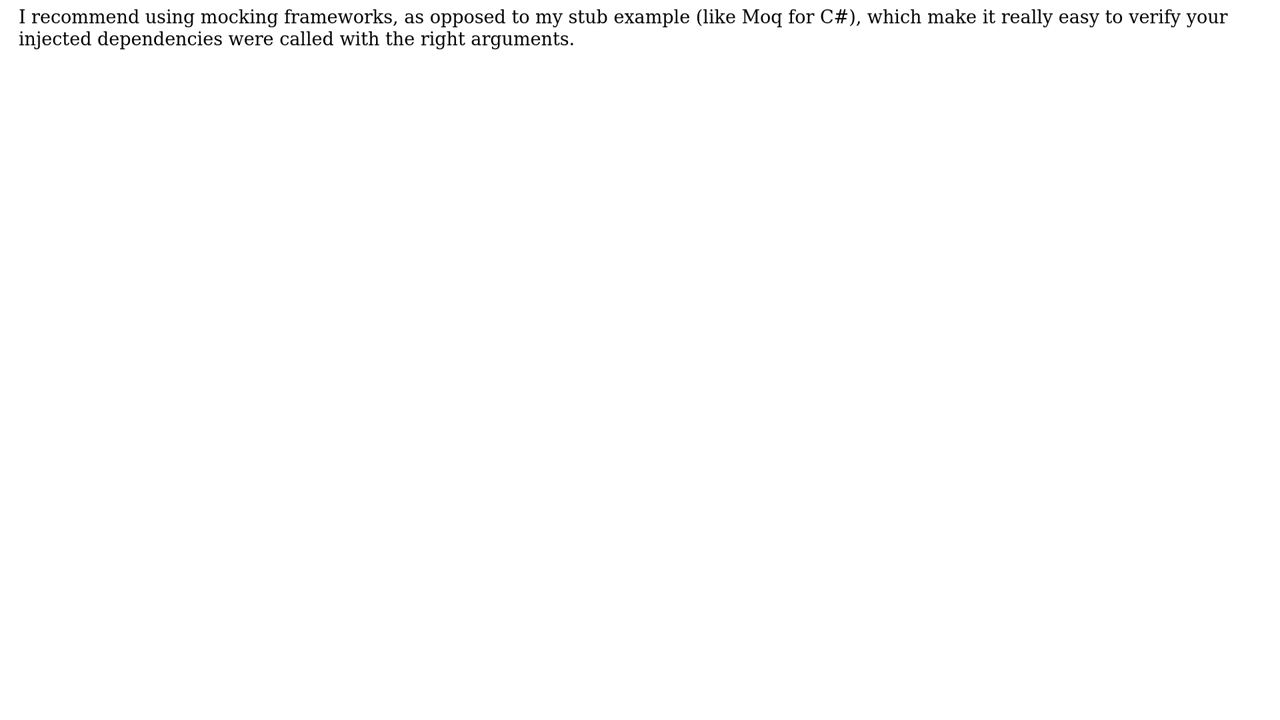 I recommend using mocking frameworks, as opposed to my stub example (like Moq for C#), which make it really easy to verify your
injected dependencies were called with the right arguments.